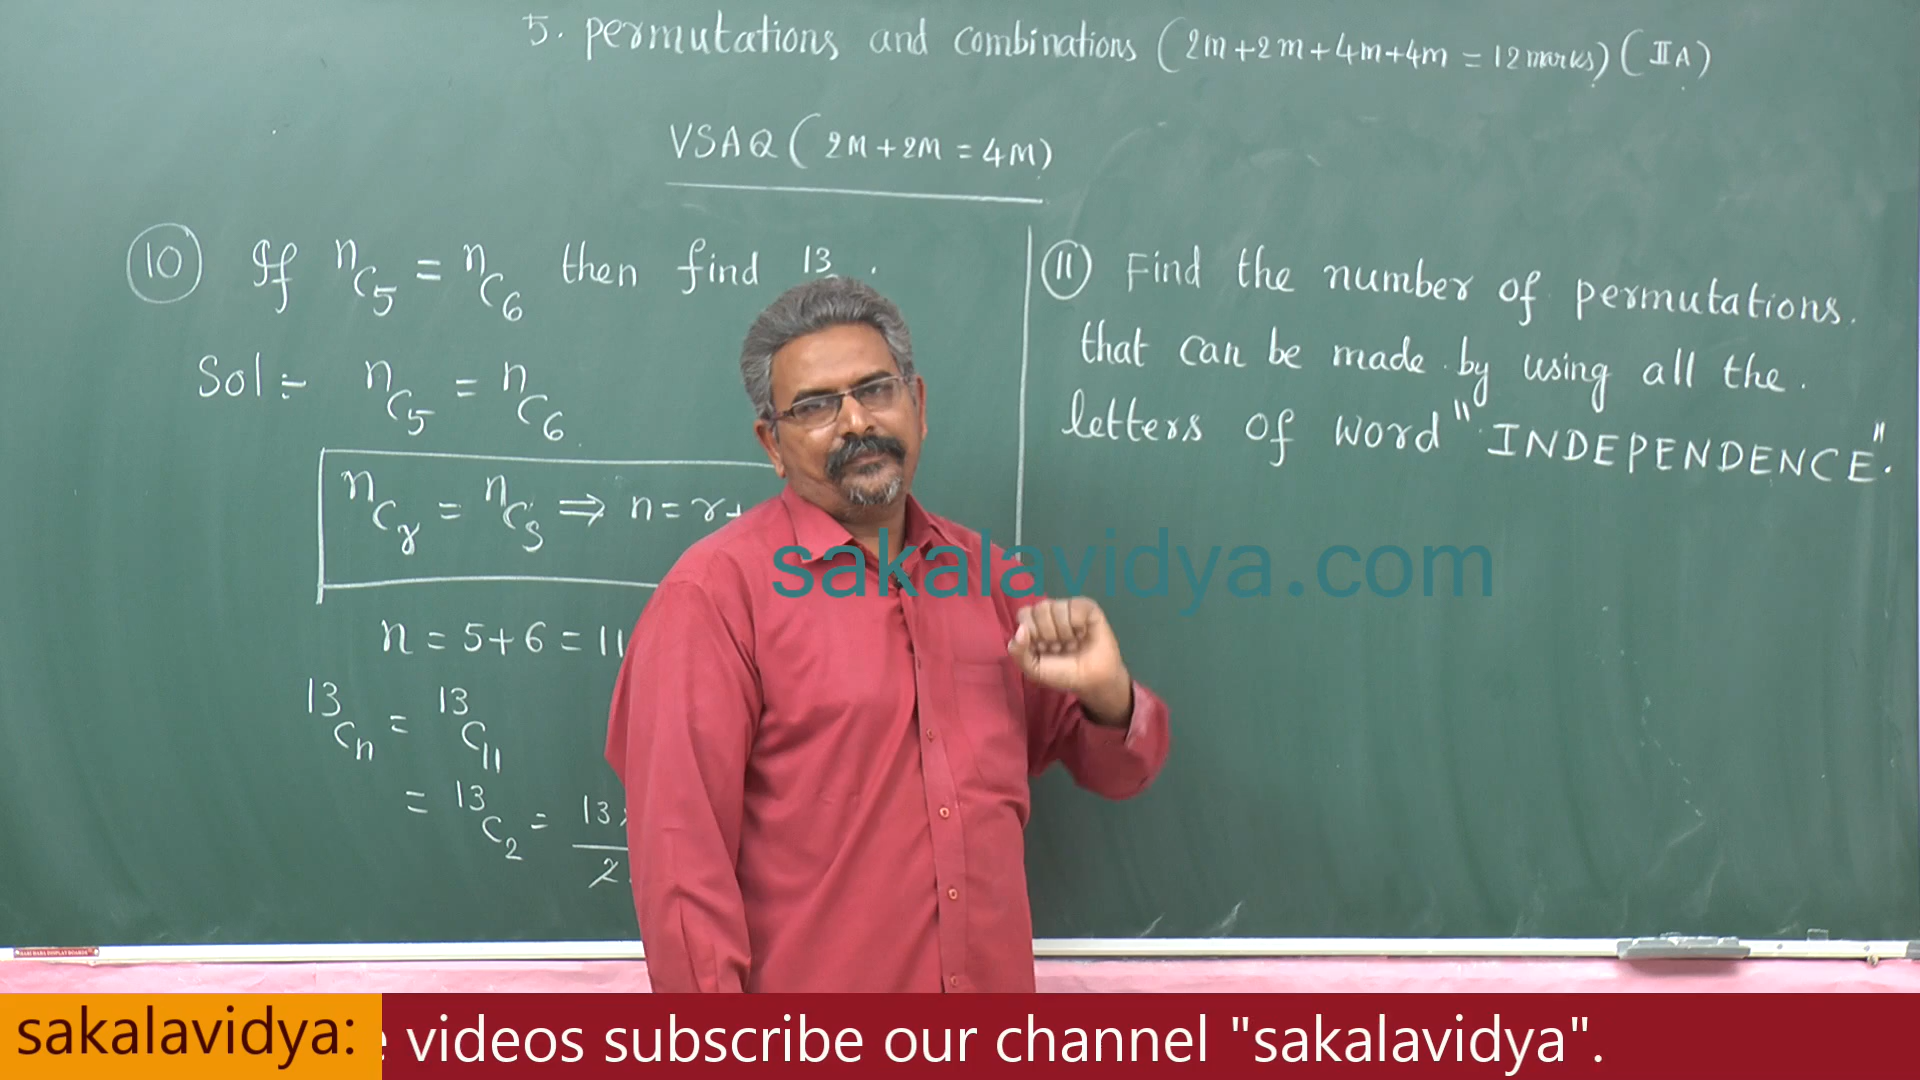 5. permutations and combinations (2m+2m+4m+4m = 12 marks) (II A)
VSAQ (2M+2M = 4M)
10 If nC5 = nC6 then find 13
Sol :- nC5 = nC6
nCr = nCs ⇒ n = r+
n = 5+6 = 11
13Cn = 13C11
= 13C2 = 13
2
11 Find the number of permutations.
that can be made by using all the.
letters of word "INDEPENDENCE".
sakalavidya.com
sakalavidya:
videos subscribe our channel "sakalavidya".